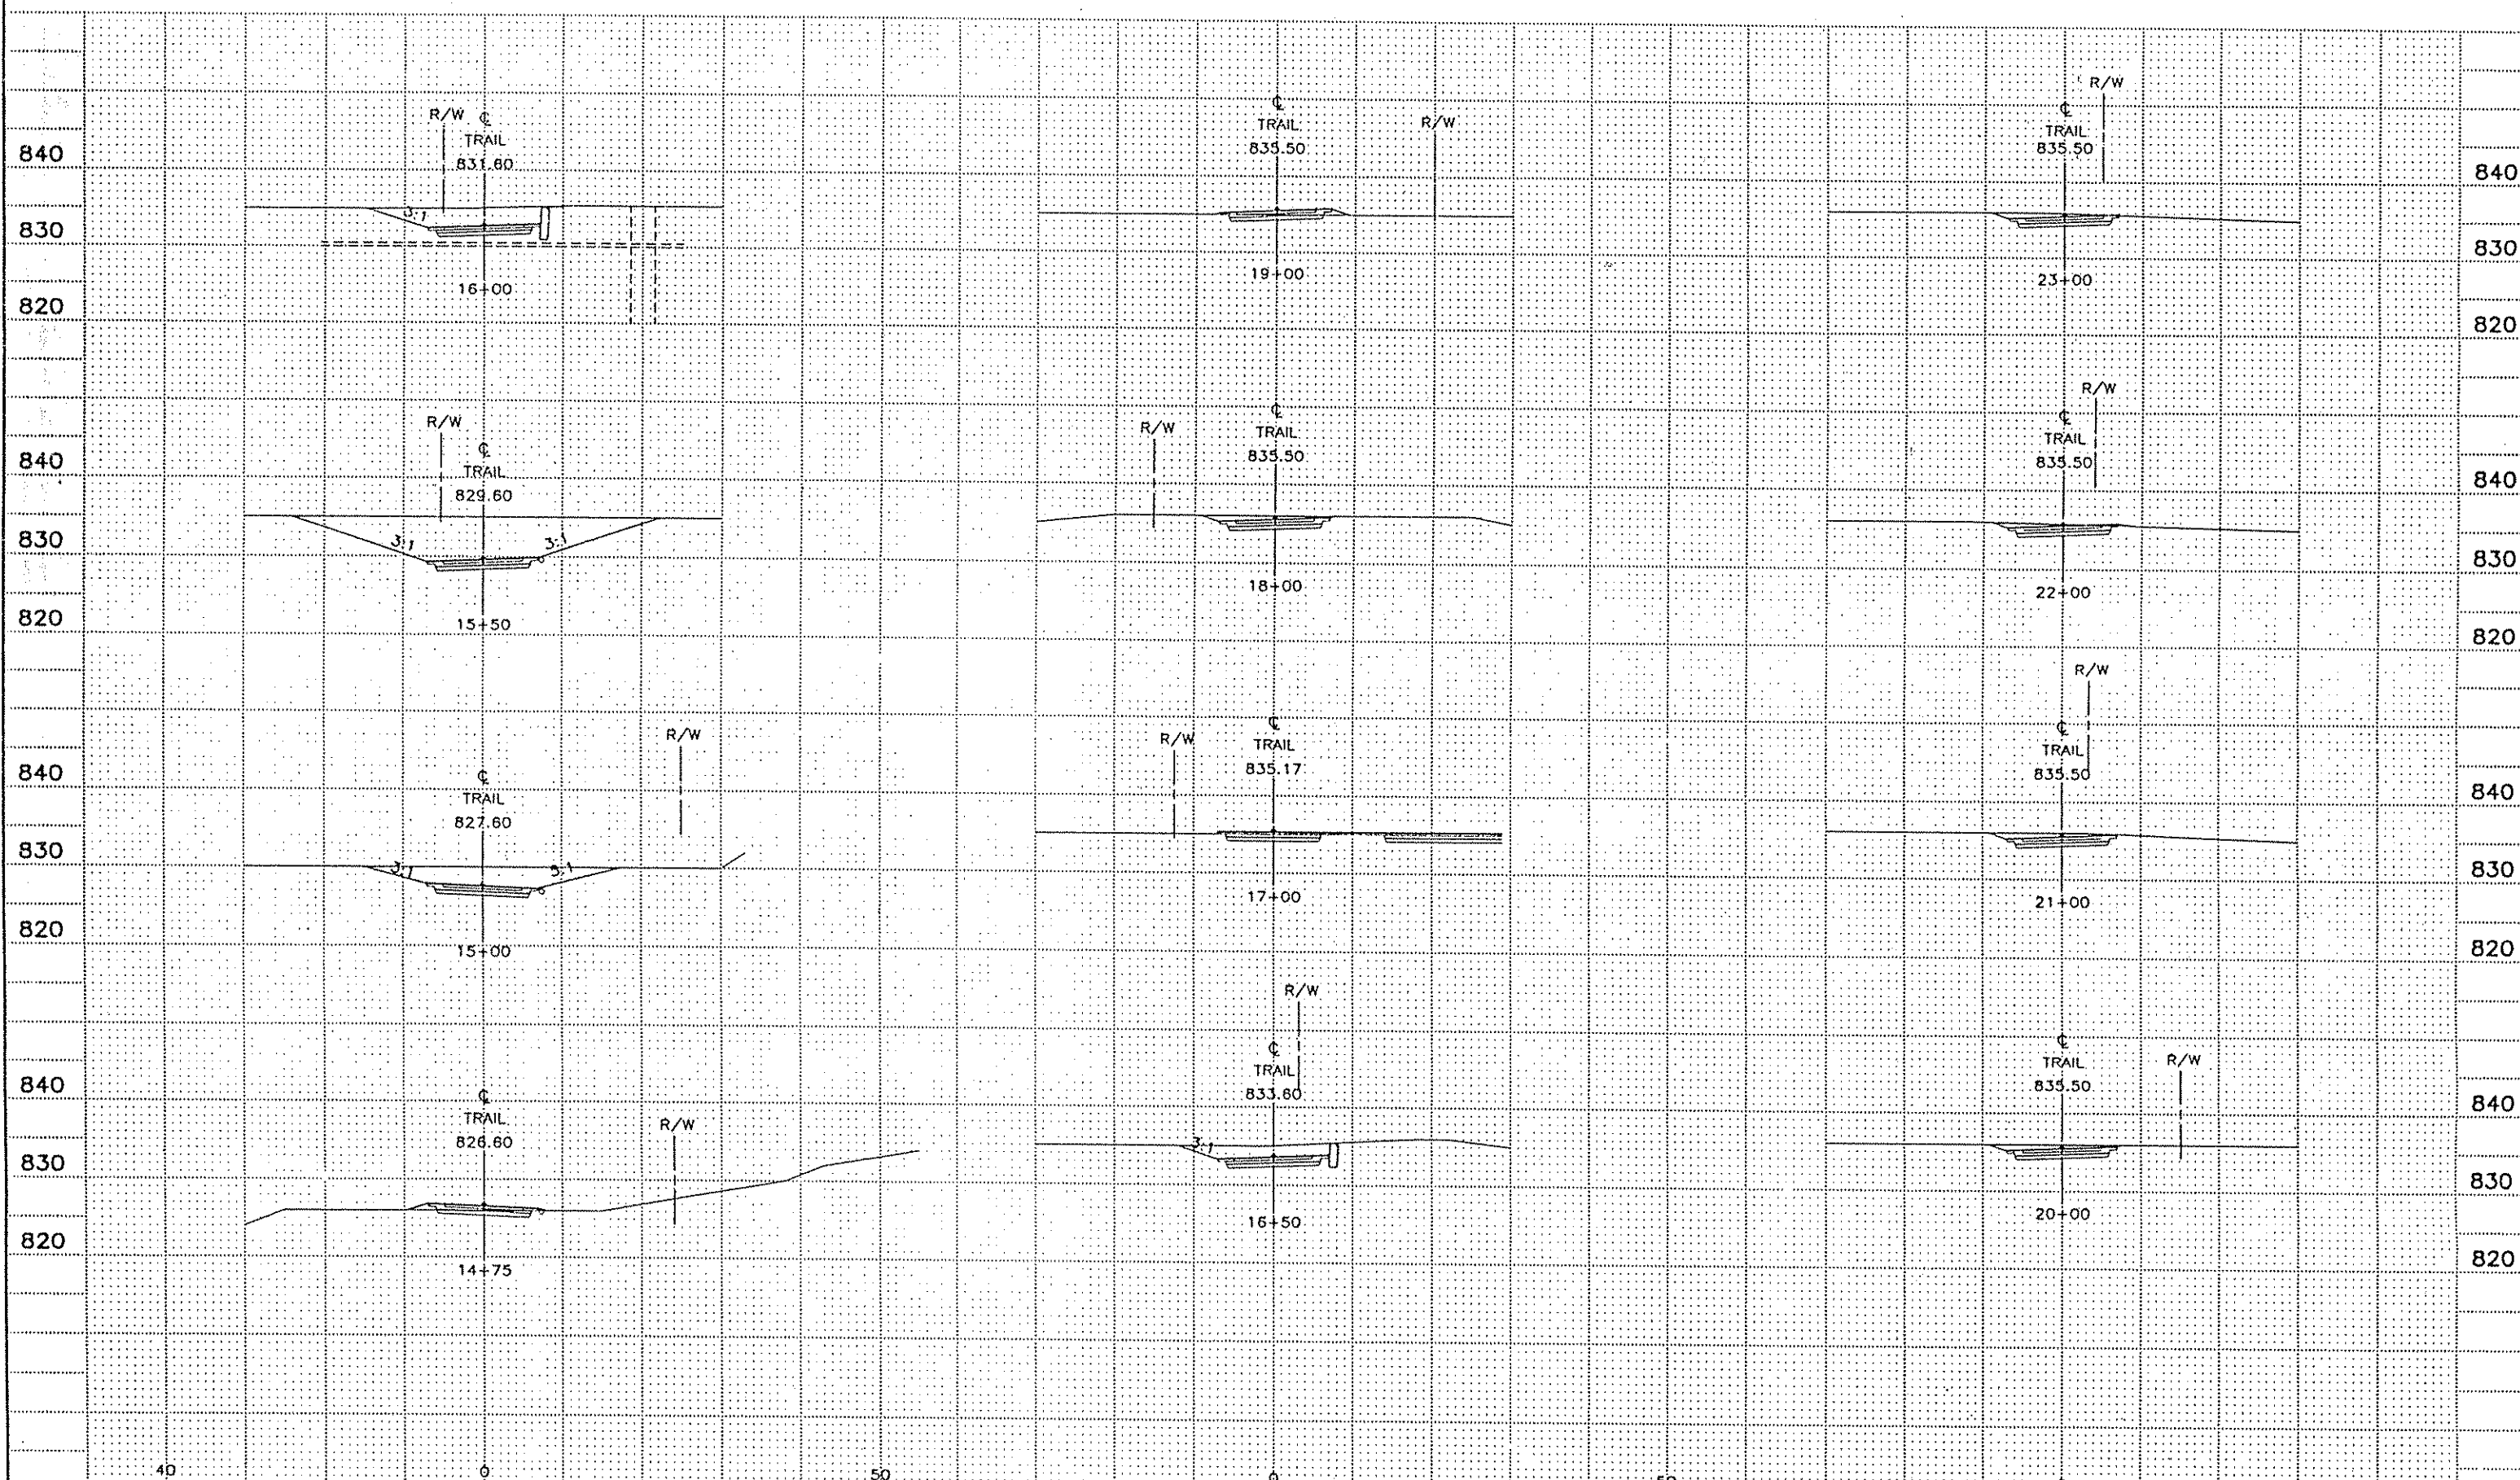 R/W ℄
TRAIL
831.60
3:1
16+00
R/W
℄
TRAIL
829.60
3:1 3:1
15+50
R/W
℄
TRAIL
827.60
3:1
15+00
℄
TRAIL
826.60
R/W
14+75
℄
TRAIL
835.50
R/W
19+00
R/W
℄
TRAIL
835.50
18+00
R/W
℄
TRAIL
835.17
17+00
R/W
℄
TRAIL
833.60
3:1
16+50
R/W
℄
TRAIL
835.50
23+00
R/W
℄
TRAIL
835.50
22+00
R/W
℄
TRAIL
835.50
21+00
℄
TRAIL
835.50
R/W
20+00
840
830
820
840
830
820
840
830
820
840
830
820
840
830
820
840
830
820
840
830
820
840
830
820
40 0 50 0 50